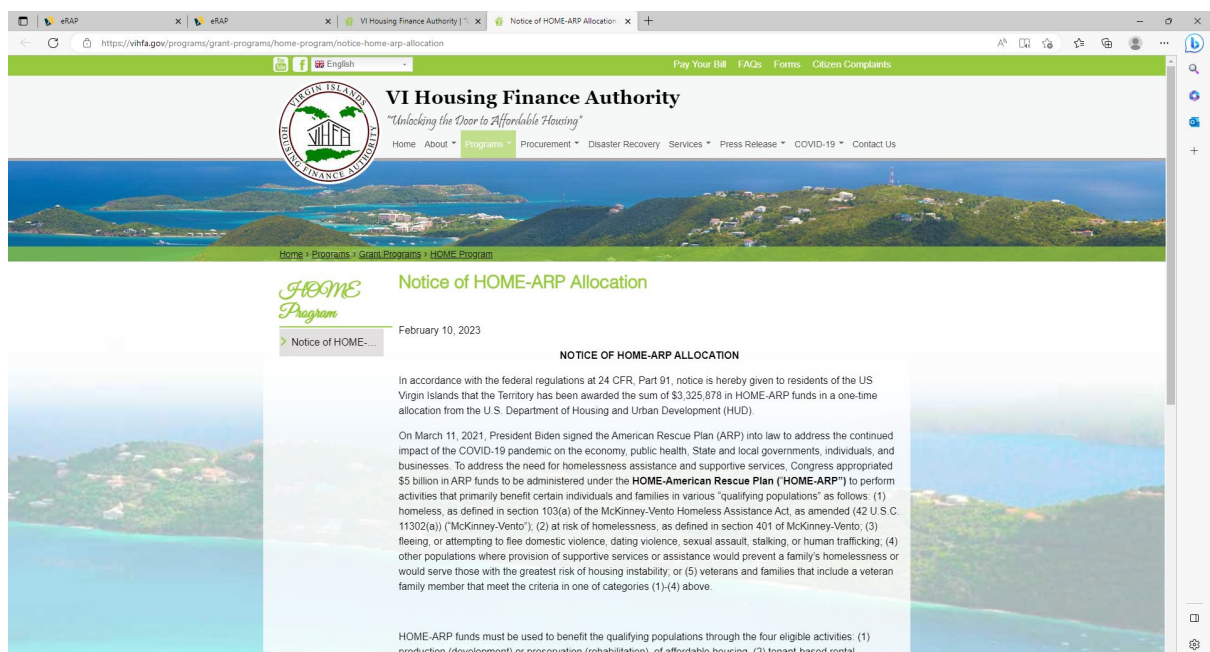 eRAP
eRAP
VI Housing Finance Authority | "U
Notice of HOME-ARP Allocation
https://vihfa.gov/programs/grant-programs/home-program/notice-home-arp-allocation
English
Pay Your Bill FAQs Forms Citizen Complaints
VIRGIN ISLANDS
HOUSING FINANCE AUTHORITY
VIHFA
VI Housing Finance Authority
"Unlocking the Door to Affordable Housing"
Home About Programs Procurement Disaster Recovery Services Press Release COVID-19 Contact Us
Home › Programs › Grant Programs › HOME Program
HOME
Program
Notice of HOME-...
Notice of HOME-ARP Allocation
February 10, 2023
NOTICE OF HOME-ARP ALLOCATION
In accordance with the federal regulations at 24 CFR, Part 91, notice is hereby given to residents of the US
Virgin Islands that the Territory has been awarded the sum of $3,325,878 in HOME-ARP funds in a one-time
allocation from the U.S. Department of Housing and Urban Development (HUD).
On March 11, 2021, President Biden signed the American Rescue Plan (ARP) into law to address the continued
impact of the COVID-19 pandemic on the economy, public health, State and local governments, individuals, and
businesses. To address the need for homelessness assistance and supportive services, Congress appropriated
$5 billion in ARP funds to be administered under the HOME-American Rescue Plan ("HOME-ARP") to perform
activities that primarily benefit certain individuals and families in various "qualifying populations" as follows: (1)
homeless, as defined in section 103(a) of the McKinney-Vento Homeless Assistance Act, as amended (42 U.S.C.
11302(a)) ("McKinney-Vento"); (2) at risk of homelessness, as defined in section 401 of McKinney-Vento; (3)
fleeing, or attempting to flee domestic violence, dating violence, sexual assault, stalking, or human trafficking; (4)
other populations where provision of supportive services or assistance would prevent a family's homelessness or
would serve those with the greatest risk of housing instability; or (5) veterans and families that include a veteran
family member that meet the criteria in one of categories (1)-(4) above.
HOME-ARP funds must be used to benefit the qualifying populations through the four eligible activities: (1)
production (development) or preservation (rehabilitation) of affordable housing, (2) tenant-based rental